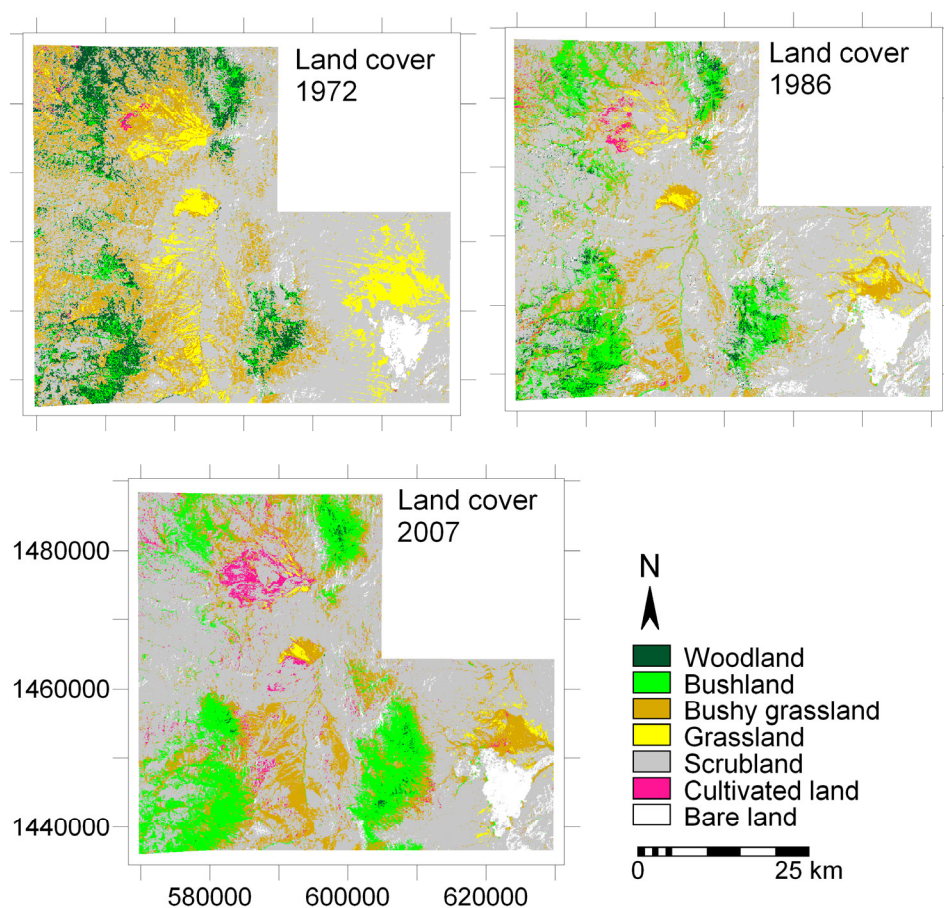 Land cover
1972
Land cover
1986
Land cover
2007
1480000
1460000
1440000
580000
600000
620000
N
Woodland
Bushland
Bushy grassland
Grassland
Scrubland
Cultivated land
Bare land
0
25 km